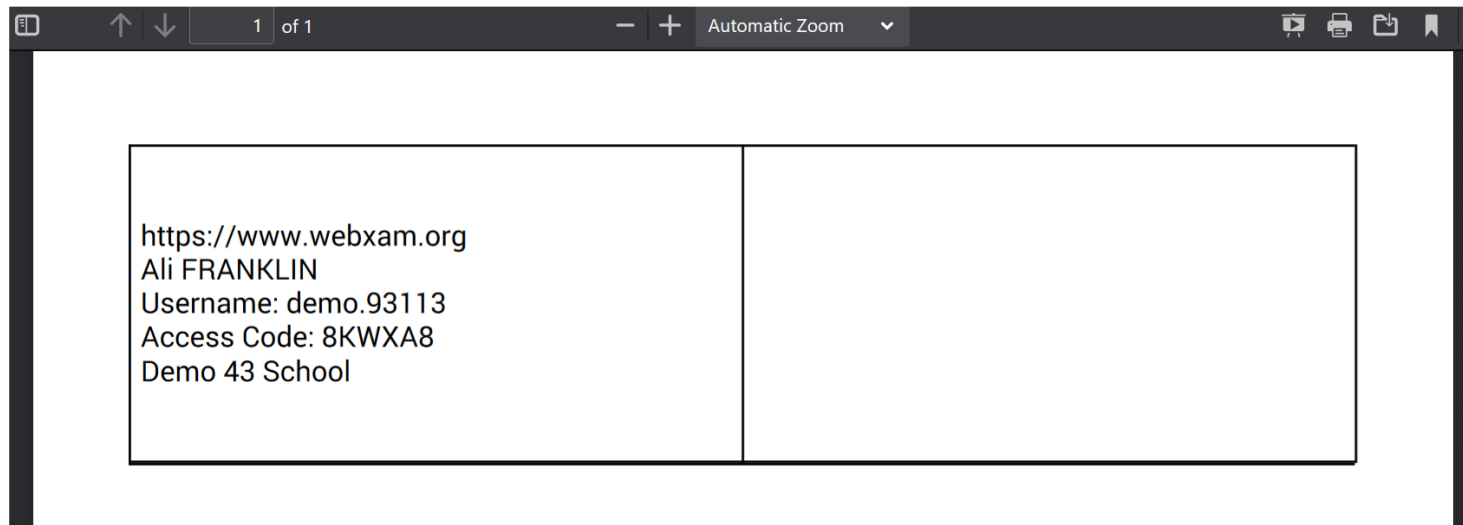 1 of 1
Automatic Zoom
https://www.webxam.org
Ali FRANKLIN
Username: demo.93113
Access Code: 8KWXA8
Demo 43 School